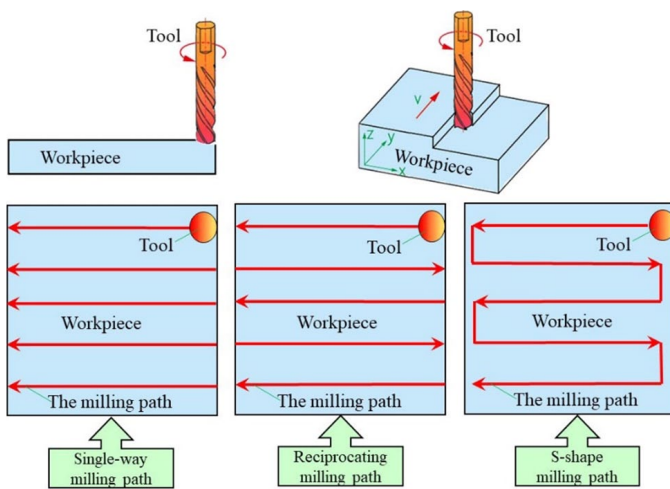 Tool
Workpiece
Tool
v
z
y
x
Workpiece
Tool
Workpiece
The milling path
Tool
Workpiece
The milling path
Tool
Workpiece
The milling path
Single-way
milling path
Reciprocating
milling path
S-shape
milling path